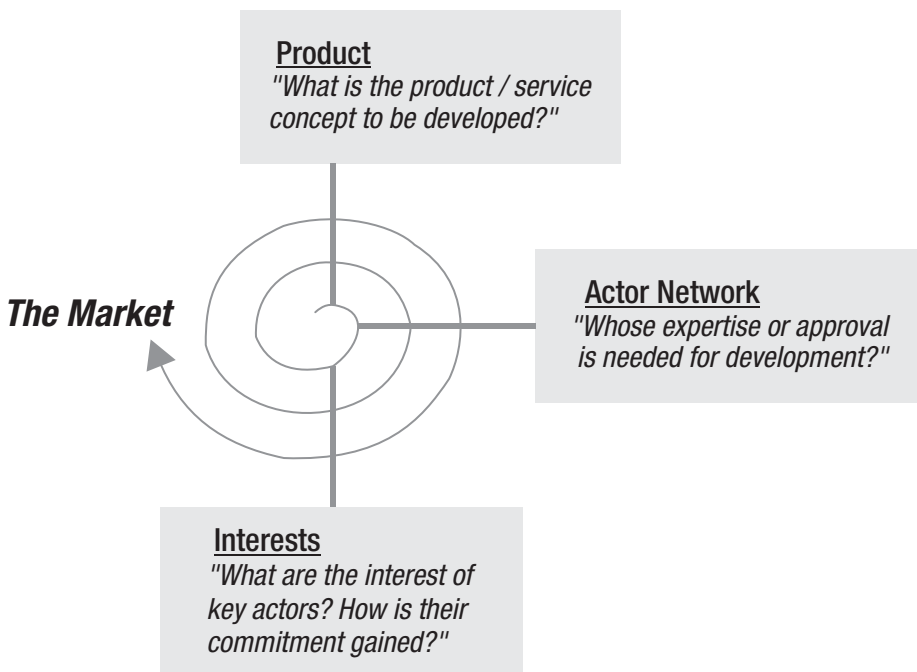 Product
"What is the product / service
concept to be developed?"
The Market
Actor Network
"Whose expertise or approval
is needed for development?"
Interests
"What are the interest of
key actors? How is their
commitment gained?"